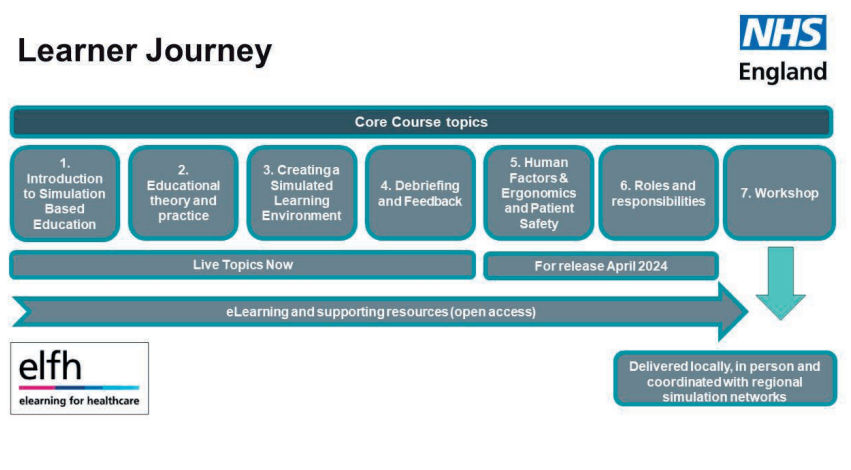 Learner Journey
NHS
England
Core Course topics
1.
Introduction
to Simulation
Based
Education
2.
Educational
theory and
practice
3. Creating a
Simulated
Learning
Environment
4. Debriefing
and Feedback
5. Human
Factors &
Ergonomics
and Patient
Safety
6. Roles and
responsibilities
7. Workshop
Live Topics Now
For release April 2024
eLearning and supporting resources (open access)
elfh
elearning for healthcare
Delivered locally, in person and
coordinated with regional
simulation networks